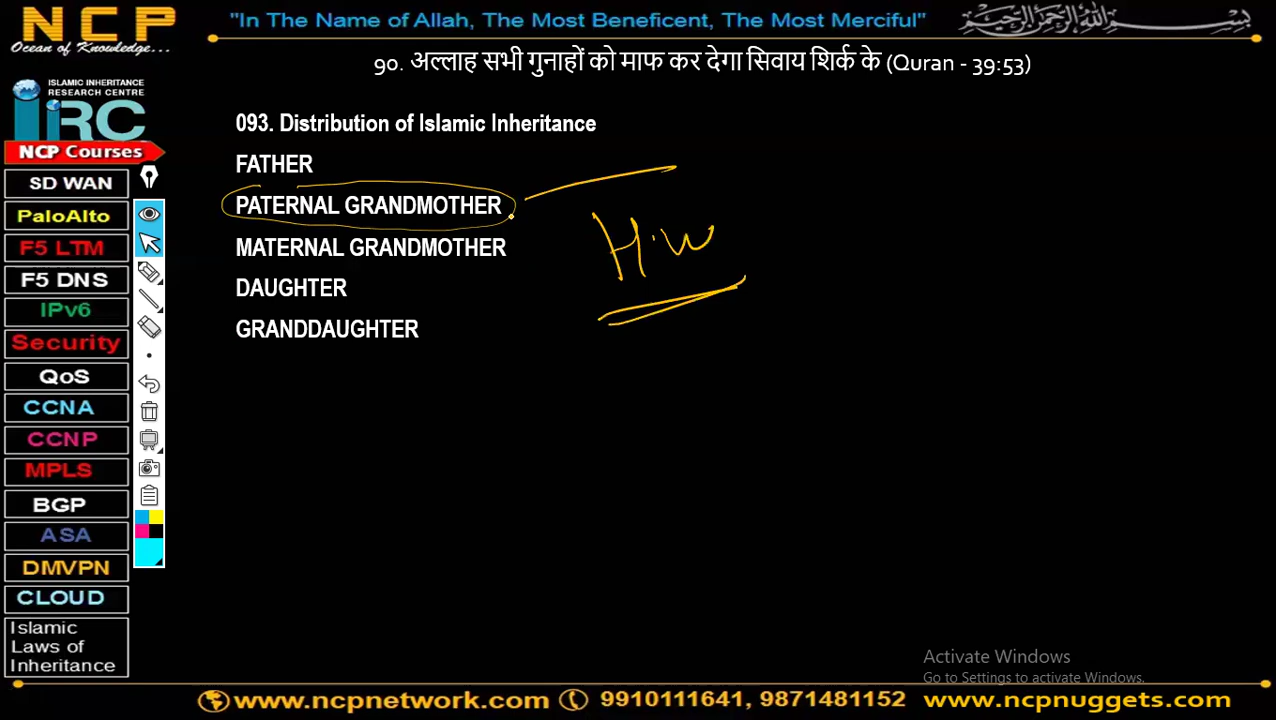 NCP
Ocean of Knowledge...
"In The Name of Allah, The Most Beneficent, The Most Merciful"
بِسْمِ اللهِ الرَّحْمٰنِ الرَّحِيْمِ
90. अल्लाह सभी गुनाहों को माफ कर देगा सिवाय शिर्क के (Quran - 39:53)
ISLAMIC INHERITANCE
RESEARCH CENTRE
IRC
NCP Courses
SD WAN
PaloAlto
F5 LTM
F5 DNS
IPv6
Security
QoS
CCNA
CCNP
MPLS
BGP
ASA
DMVPN
CLOUD
Islamic
Laws of
Inheritance
093. Distribution of Islamic Inheritance
FATHER
PATERNAL GRANDMOTHER
MATERNAL GRANDMOTHER
DAUGHTER
GRANDDAUGHTER
H.W
Activate Windows
Go to Settings to activate Windows.
www.ncpnetwork.com 9910111641, 9871481152 www.ncpnuggets.com